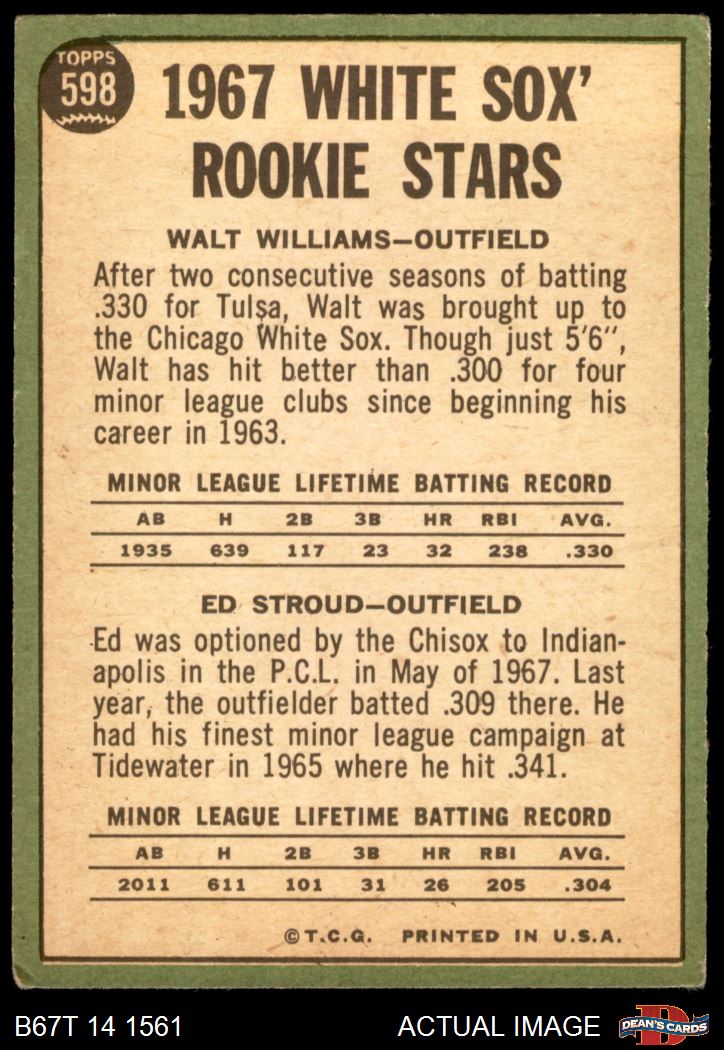 TOPPS
598
1967 WHITE SOX'
ROOKIE STARS
WALT WILLIAMS—OUTFIELD
After two consecutive seasons of batting
.330 for Tulsa, Walt was brought up to
the Chicago White Sox. Though just 5'6",
Walt has hit better than .300 for four
minor league clubs since beginning his
career in 1963.
MINOR LEAGUE LIFETIME BATTING RECORD
AB H 2B 3B HR RBI AVG.
1935 639 117 23 32 238 .330
ED STROUD—OUTFIELD
Ed was optioned by the Chisox to Indian-
apolis in the P.C.L. in May of 1967. Last
year, the outfielder batted .309 there. He
had his finest minor league campaign at
Tidewater in 1965 where he hit .341.
MINOR LEAGUE LIFETIME BATTING RECORD
AB H 2B 3B HR RBI AVG.
2011 611 101 31 26 205 .304
©T.C.G. PRINTED IN U.S.A.
B67T 14 1561 ACTUAL IMAGE
D
DEAN'S CARDS